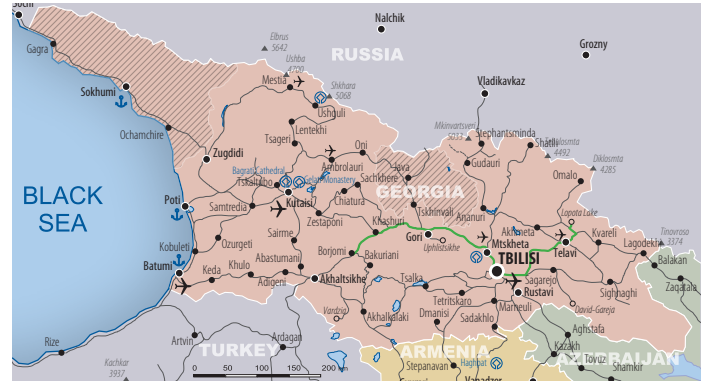 Sochi
Nalchik
Elbrus
5642
Grozny
Gagra
RUSSIA
Ushba
4700
Mestia
Shkhara
5068
Vladikavkaz
Sokhumi
Ushguli
Lentekhi
Mkinvartsveri
5033
Stephantsminda
Ochamchire
Tsageri
Oni
Shatili
Diklosmta
4492
Zugdidi
Ambrolauri
Java
Gudauri
Diklosmta
4285
Bagrati Cathedral
Gelati Monastery
Sachkhere
Omalo
Tskaltubo
GEORGIA
BLACK
SEA
Poti
Samtredia
Kutaisi
Chiatura
Tskhinvali
Ananuri
Lopota Lake
Zestaponi
Khashuri
Akhmeta
Kvareli
Kobuleti
Ozurgeti
Sairme
Gori
Uphlistsikhe
Mtskheta
Telavi
Lagodekhi
Tinovroso
3374
Borjomi
Bakuriani
TBILISI
Balakan
Batumi
Keda
Khulo
Abastumani
Adigeni
Akhaltsikhe
Tsalka
Sagarejo
Rustavi
Sighnaghi
Zaqatala
Tetritskaro
Marneuli
David-Gareja
Vardzia
Akhalkalaki
Dmanisi
Sadakhlo
Rize
Artvin
Ardagan
Aghstafa
TURKEY
ARMENIA
Kazakh
AZERBAIJAN
Tovuz
Shamkir
Kachkar
3937
0 50 100 150 200 km
Stepanavan
Haghpat
Vanadzor